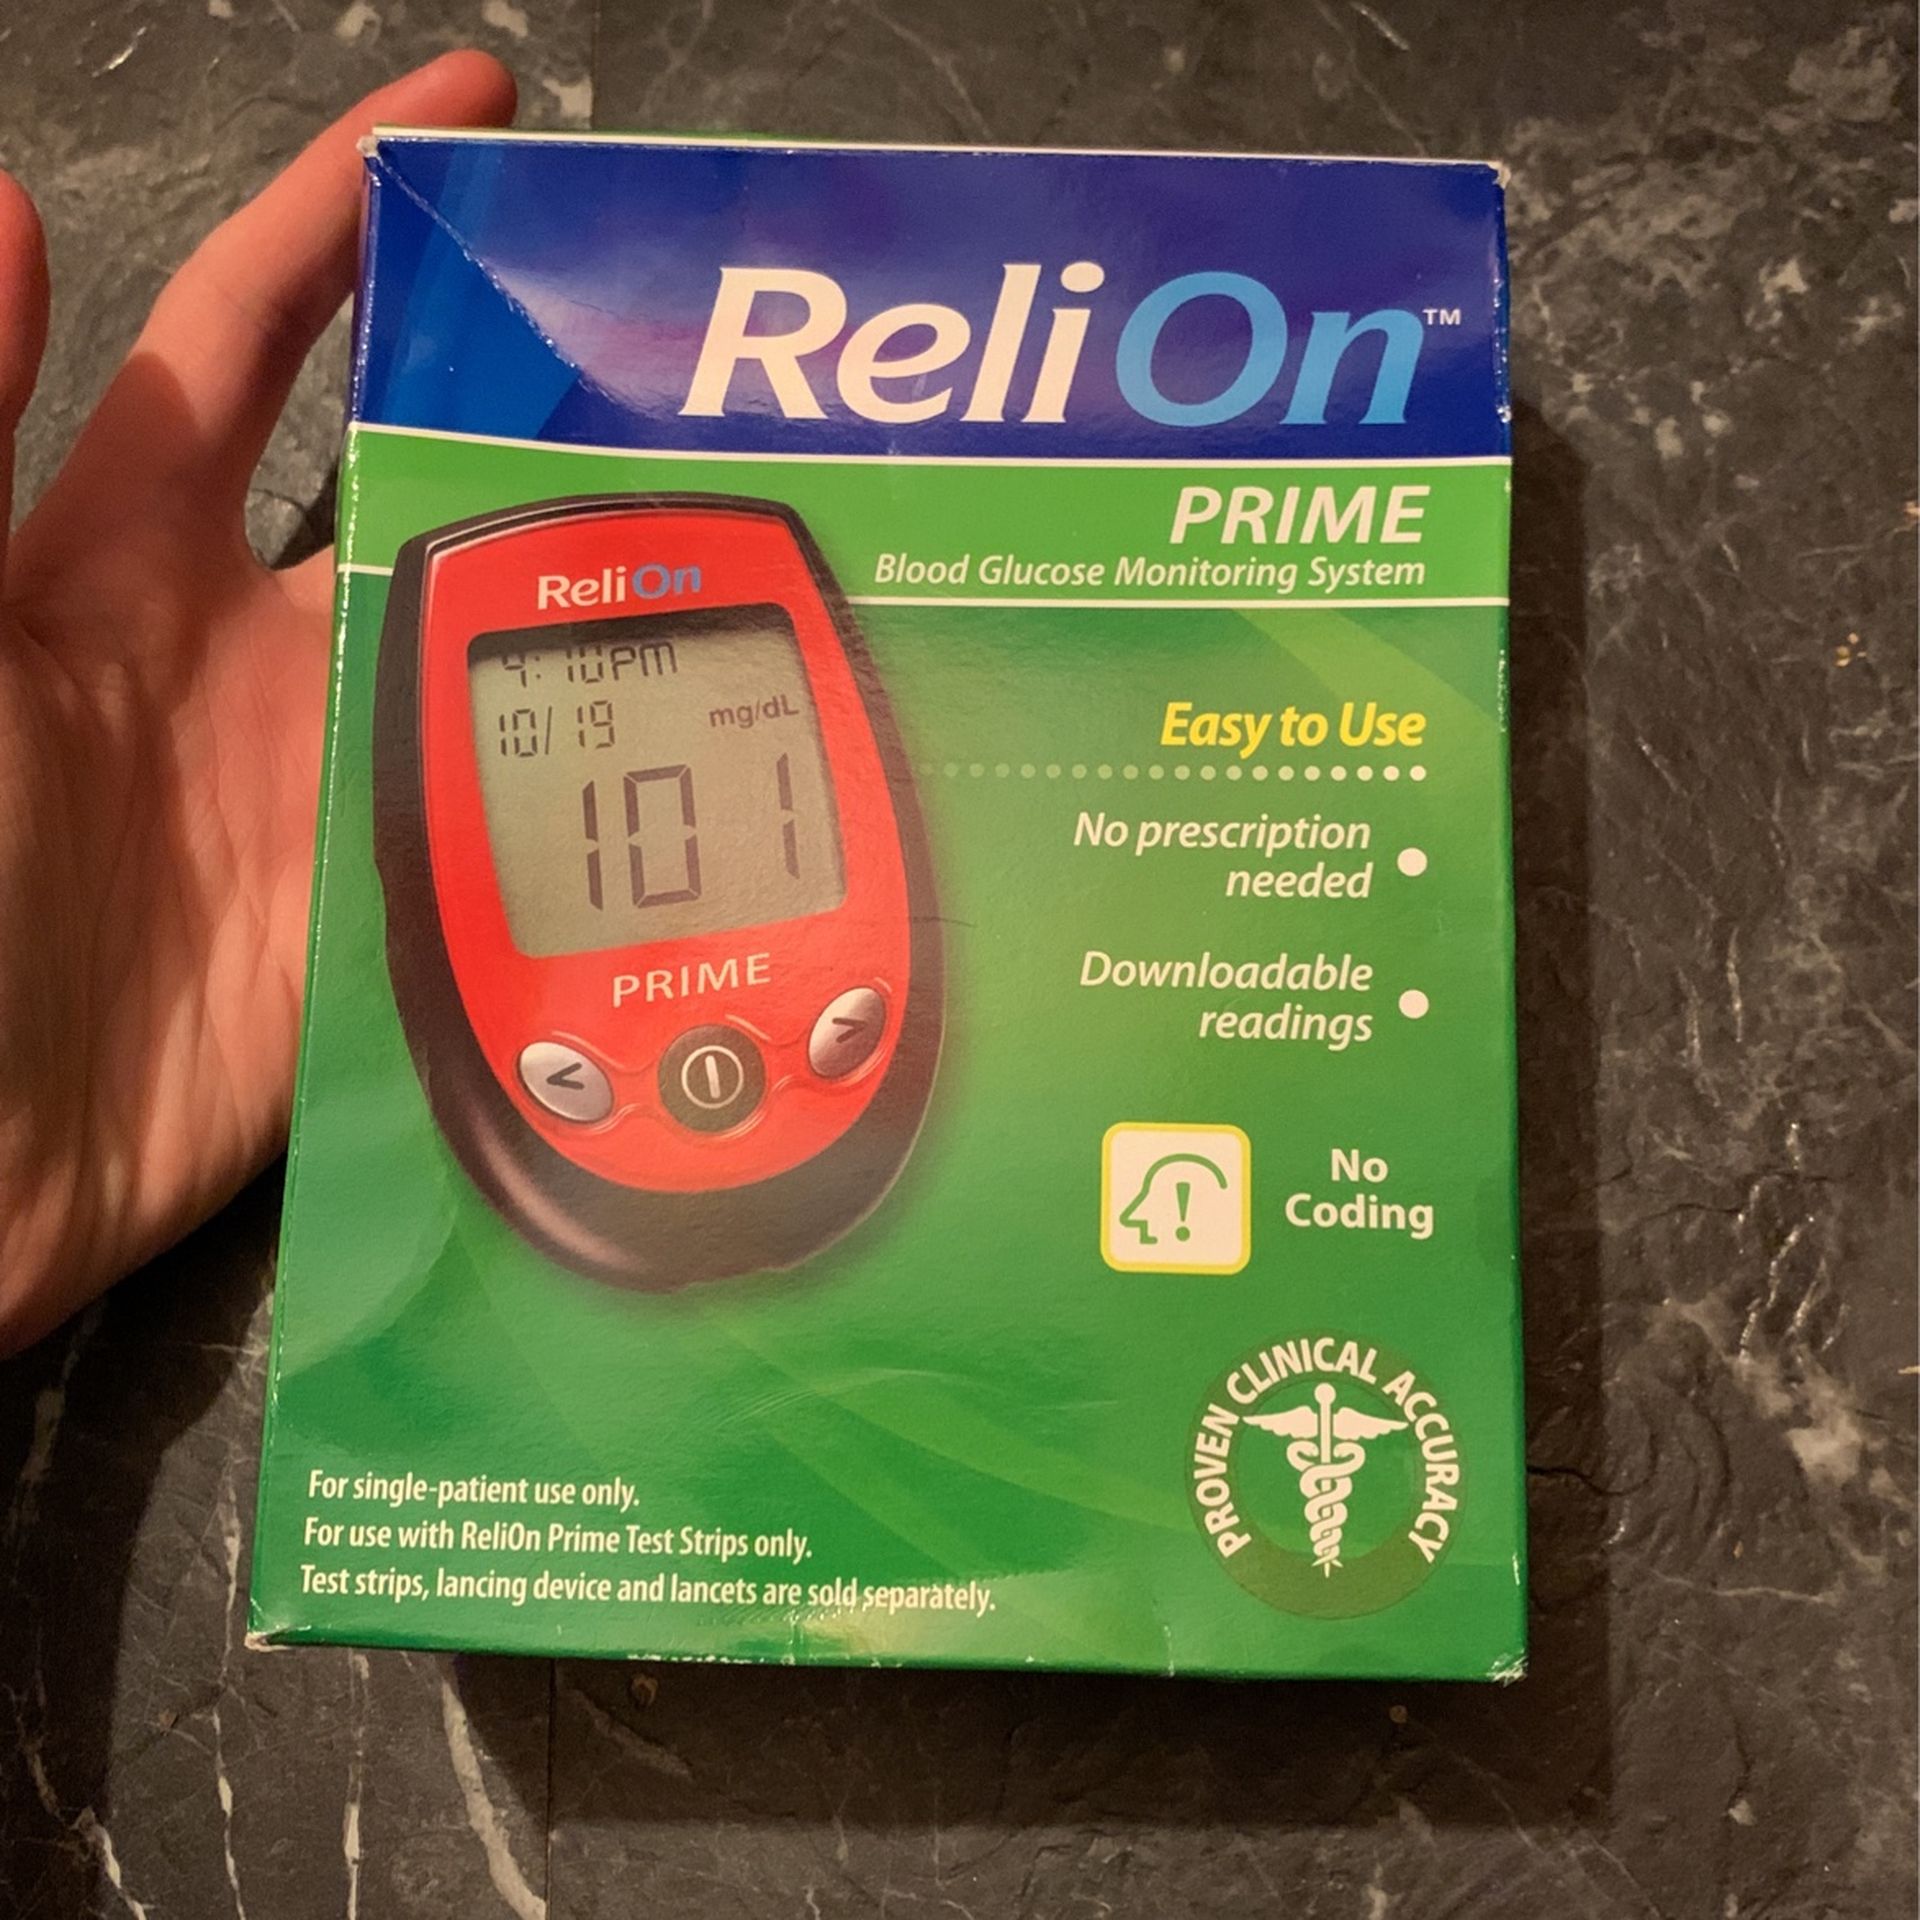 ReliOn™
PRIME
Blood Glucose Monitoring System
ReliOn
4:10PM
10/19 mg/dL
101
PRIME
<
>
Easy to Use
No prescription
needed
Downloadable
readings
!
No
Coding
PROVEN CLINICAL ACCURACY
For single-patient use only.
For use with ReliOn Prime Test Strips only.
Test strips, lancing device and lancets are sold separately.